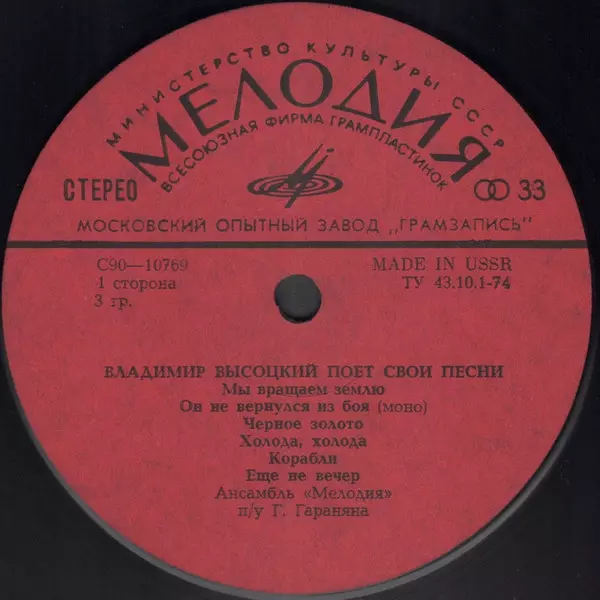 МИНИСТЕРСТВО КУЛЬТУРЫ СССР
МЕЛОДИЯ
ВСЕСОЮЗНАЯ ФИРМА ГРАМПЛАСТИНОК
СТЕРЕО
33
МОСКОВСКИЙ ОПЫТНЫЙ ЗАВОД „ГРАМЗАПИСЬ"
С90—10769
MADE IN USSR
1 сторона
ТУ 43.10.1-74
3 гр.
ВЛАДИМИР ВЫСОЦКИЙ ПОЕТ СВОИ ПЕСНИ
Мы вращаем землю
Он не вернулся из боя (моно)
Черное золото
Холода, холода
Корабли
Еще не вечер
Ансамбль «Мелодия»
п/у Г. Гараняна